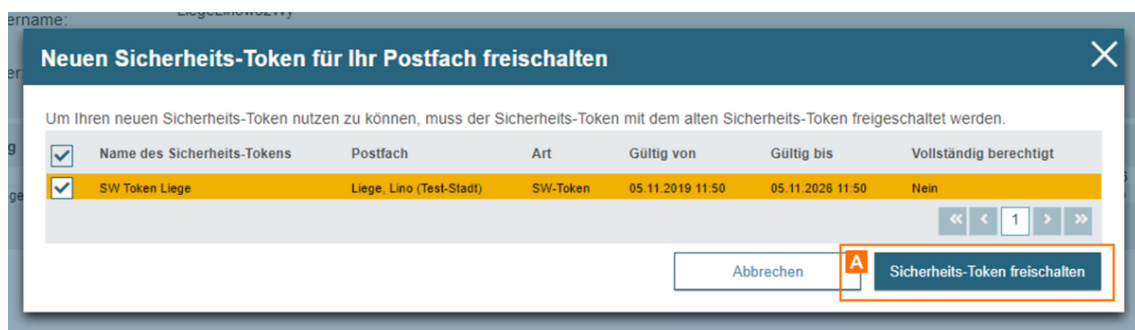 ername:
Neuen Sicherheits-Token für Ihr Postfach freischalten
Um Ihren neuen Sicherheits-Token nutzen zu können, muss der Sicherheits-Token mit dem alten Sicherheits-Token freigeschaltet werden.
Name des Sicherheits-Tokens Postfach Art Gültig von Gültig bis Vollständig berechtigt
SW Token Liege Liege, Lino (Test-Stadt) SW-Token 05.11.2019 11:50 05.11.2026 11:50 Nein
« < 1 > »
Abbrechen A Sicherheits-Token freischalten